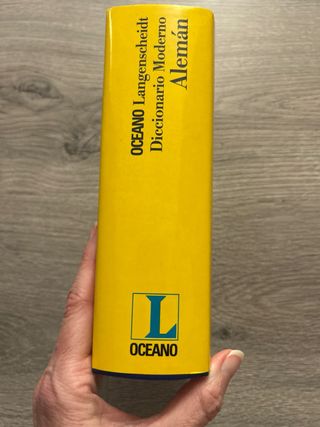 OCEANO Langenscheidt
Diccionario Moderno
Alemán
L
OCEANO